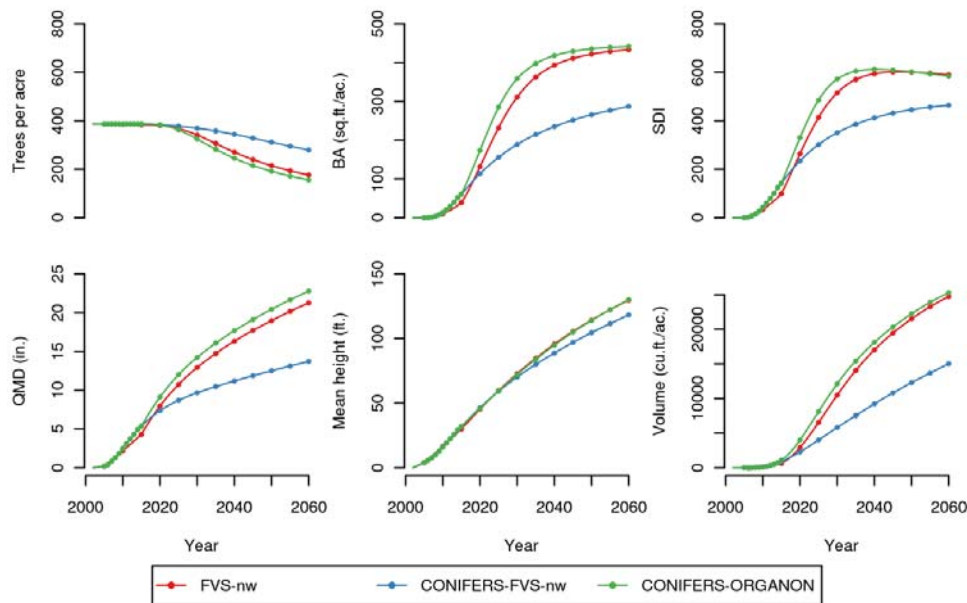 Trees per acre
800
600
400
200
0
BA (sq.ft./ac.)
500
300
100
0
SDI
800
600
400
200
0
QMD (in.)
25
20
15
10
5
0
Mean height (ft.)
150
100
50
0
Volume (cu.ft./ac.)
20000
10000
0
2000 2020 2040 2060
2000 2020 2040 2060
2000 2020 2040 2060
Year
Year
Year
FVS-nw CONIFERS-FVS-nw CONIFERS-ORGANON